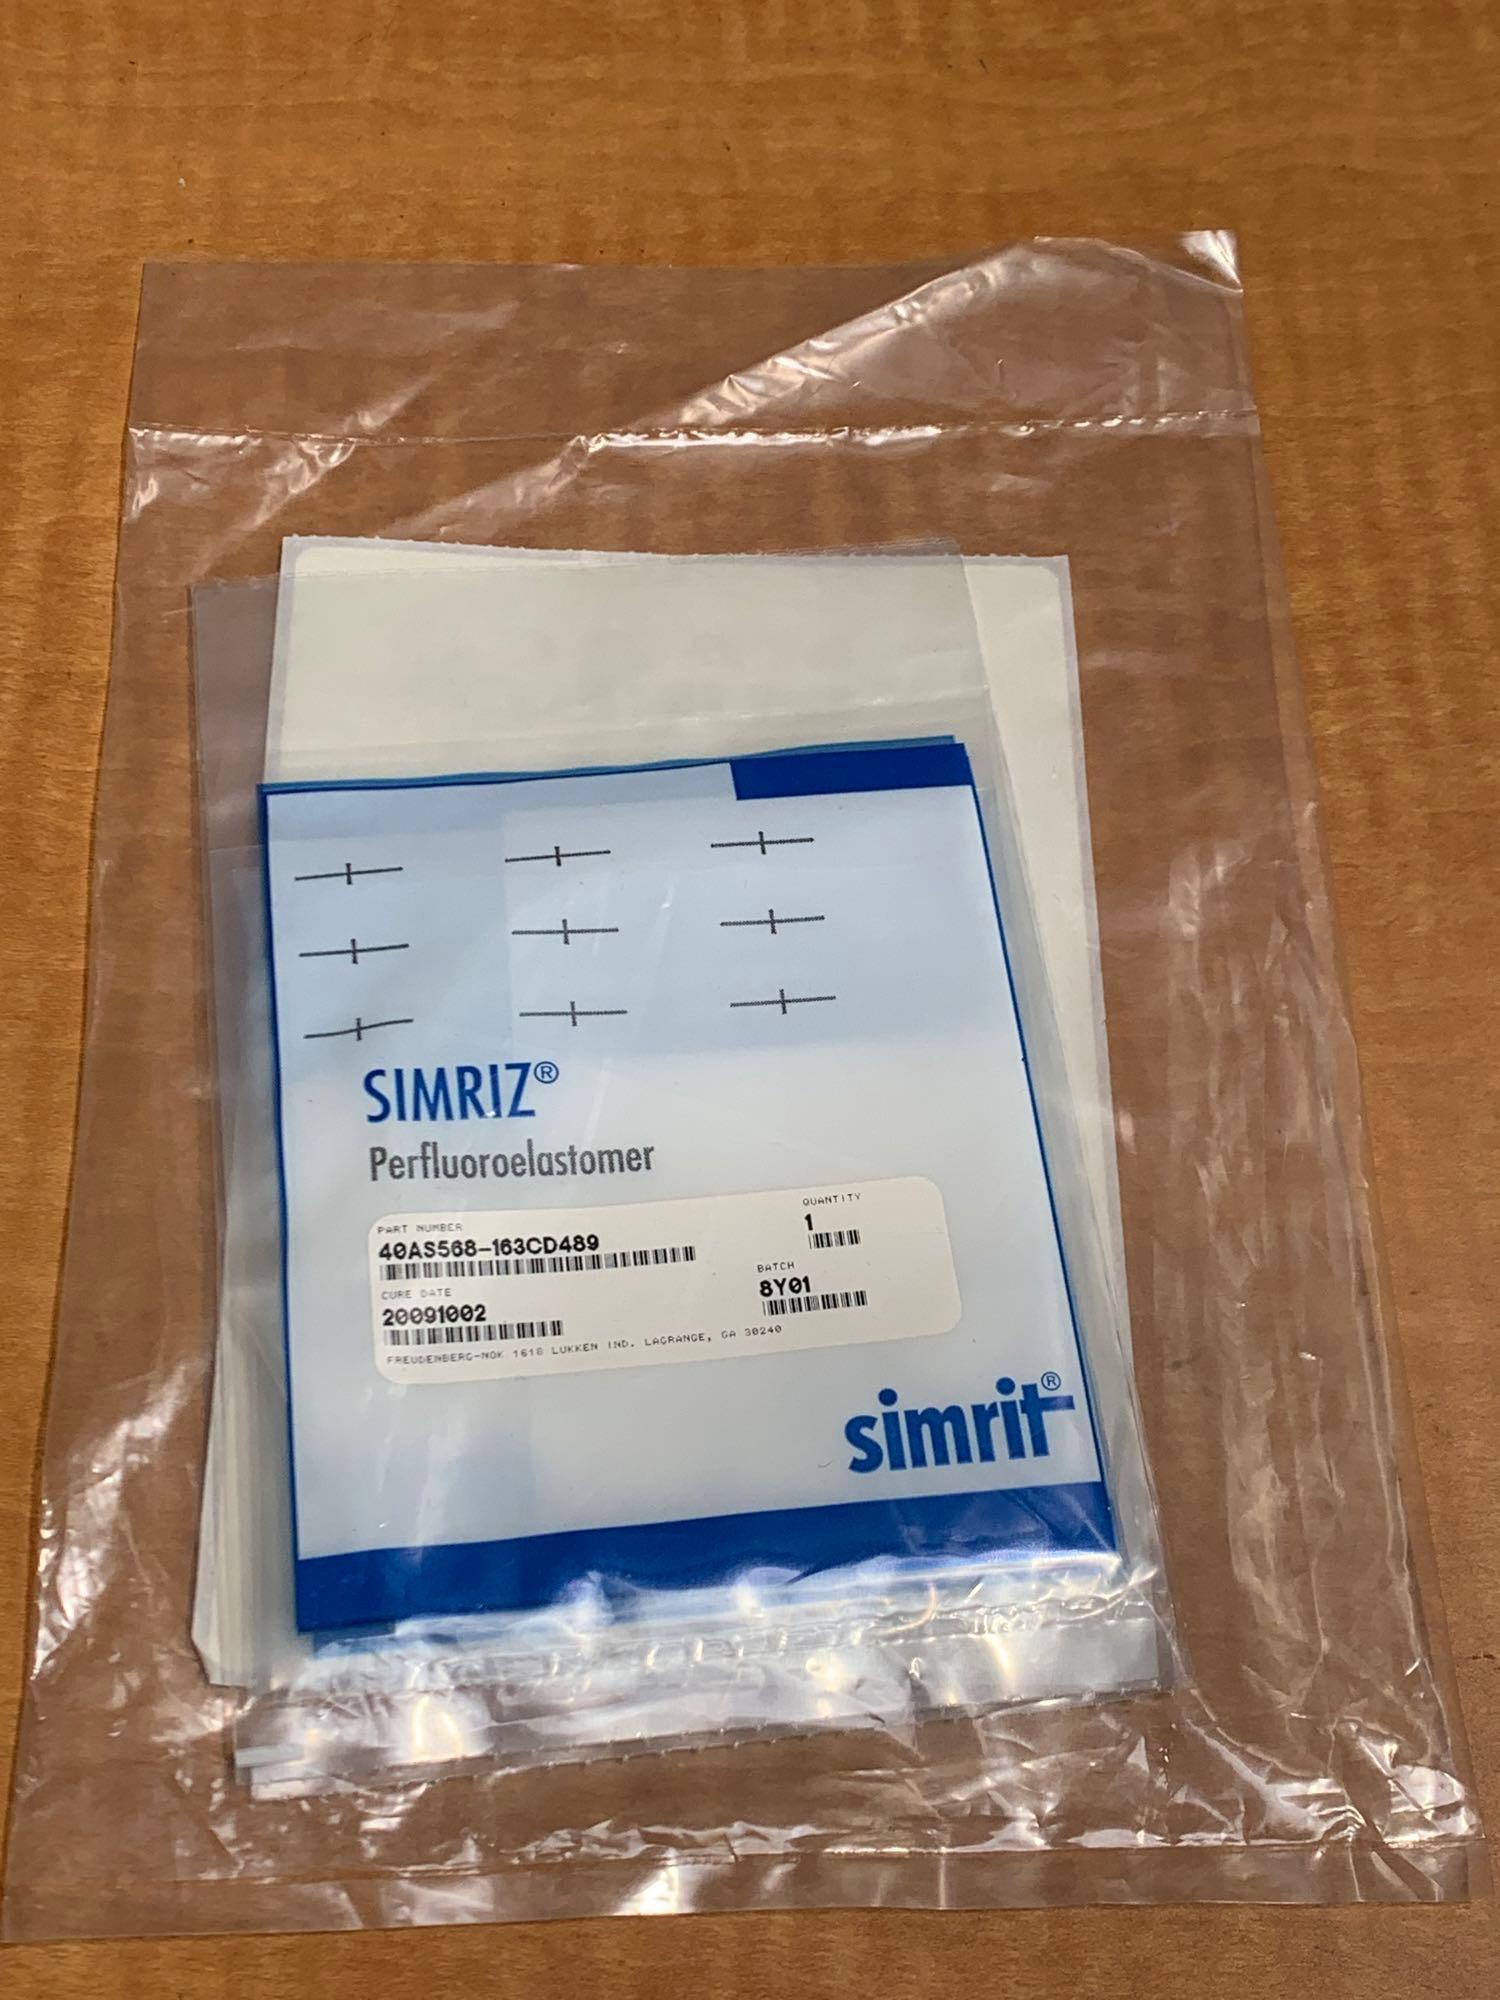 SIMRIZ®
Perfluoroelastomer
PART NUMBER
40AS568-163CD489
QUANTITY
1
CURE DATE
20091002
BATCH
8Y01
FREUDENBERG-NOK 1618 LUKKEN IND. LAGRANGE, GA 30240
simrit®